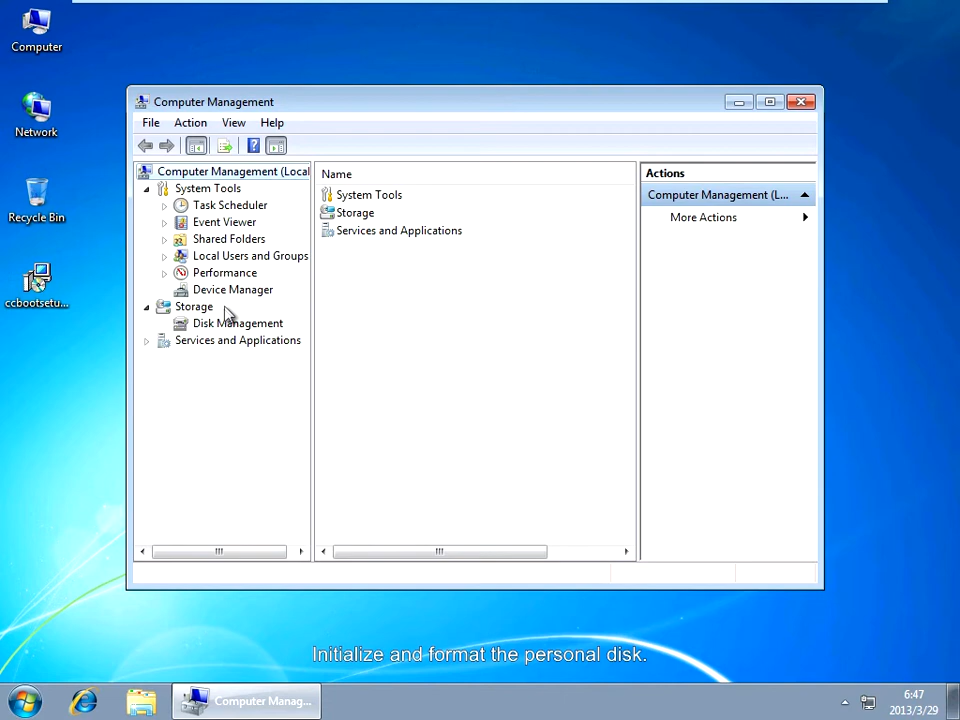 Computer
Network
Recycle Bin
ccbootsetu...
Computer Management
File Action View Help
Computer Management (Local
System Tools
Task Scheduler
Event Viewer
Shared Folders
Local Users and Groups
Performance
Device Manager
Storage
Disk Management
Services and Applications
Name
System Tools
Storage
Services and Applications
Actions
Computer Management (L...
More Actions
Initialize and format the personal disk.
Computer Manag...
6:47
2013/3/29